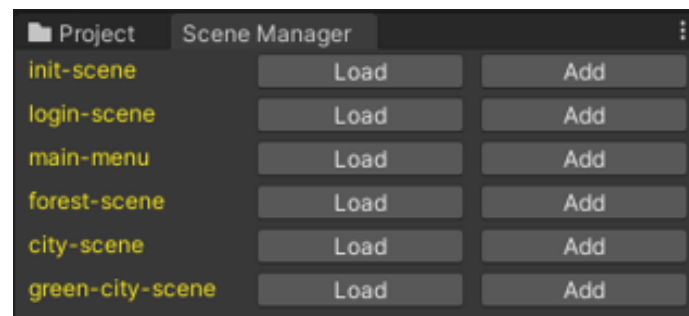 Project Scene Manager
init-scene Load Add
login-scene Load Add
main-menu Load Add
forest-scene Load Add
city-scene Load Add
green-city-scene Load Add